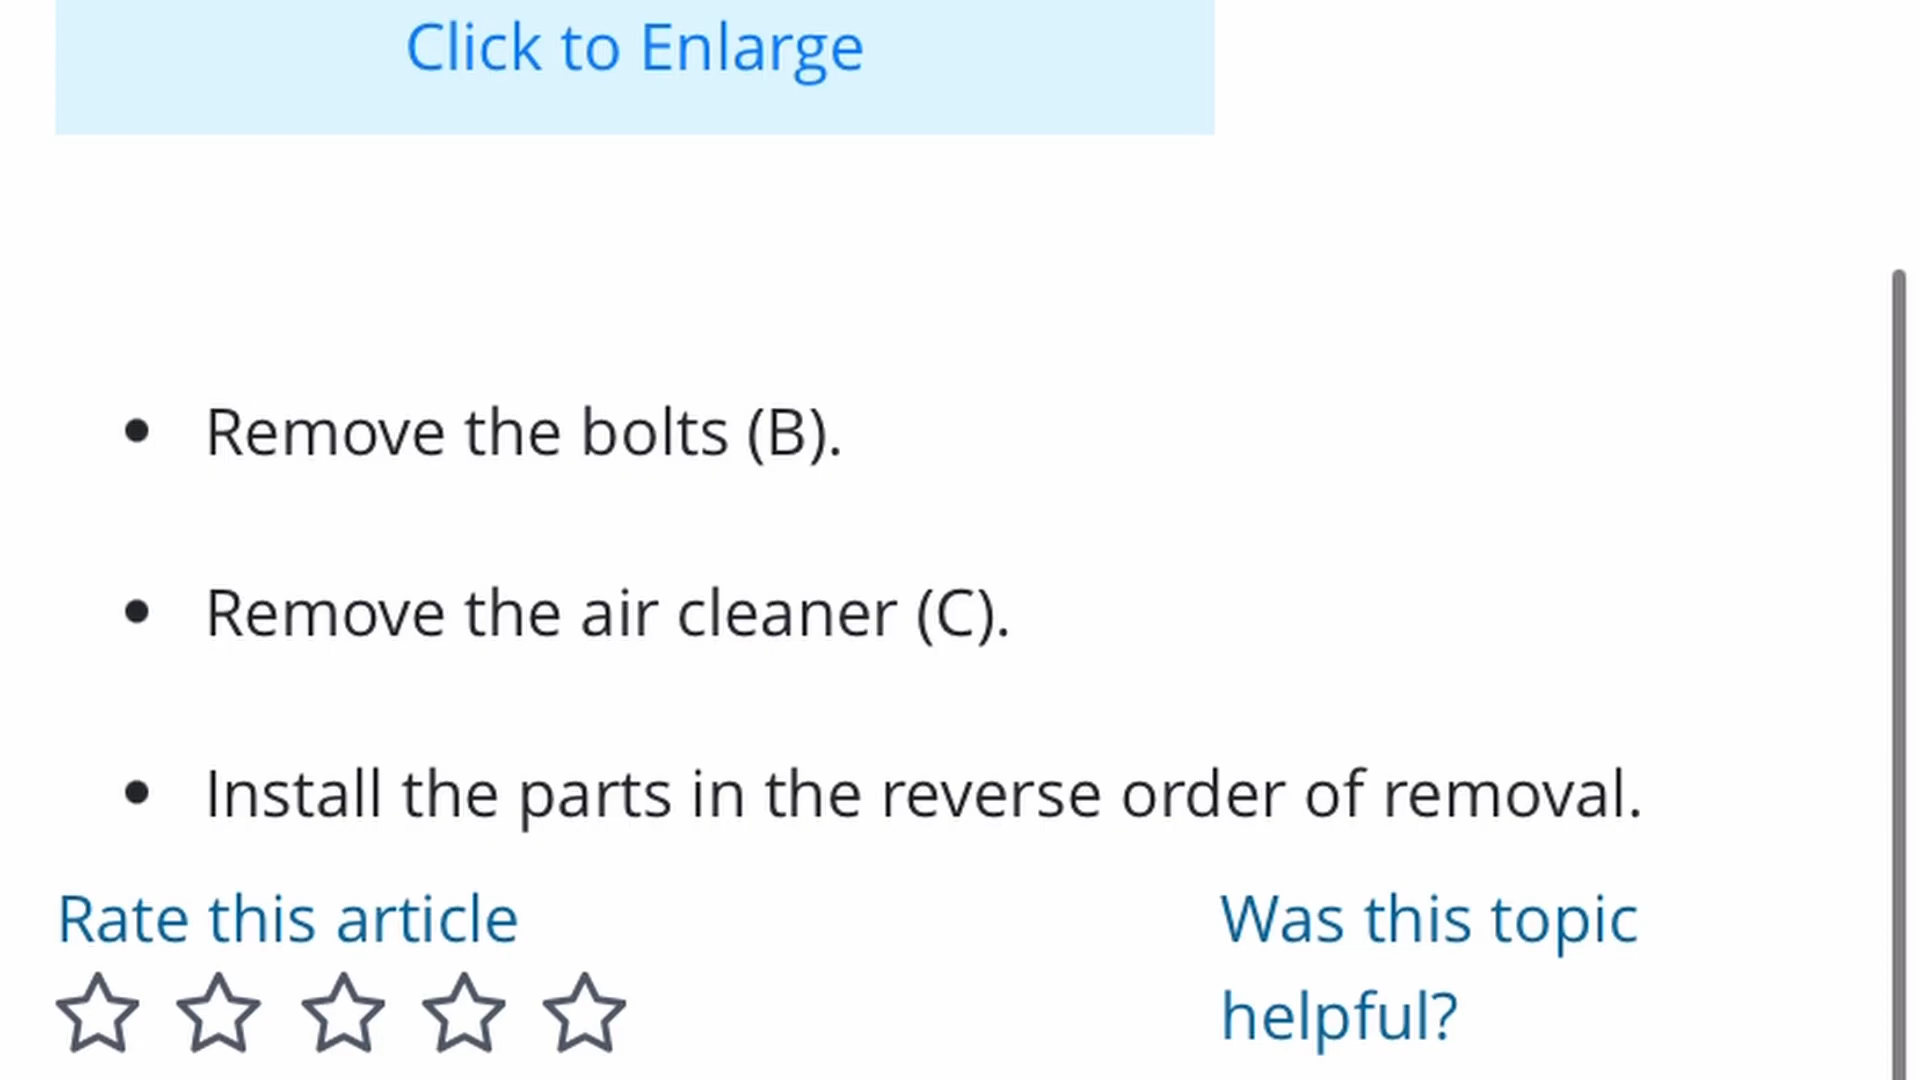 Click to Enlarge
Remove the bolts (B).
Remove the air cleaner (C).
Install the parts in the reverse order of removal.
Rate this article
Was this topic
helpful?